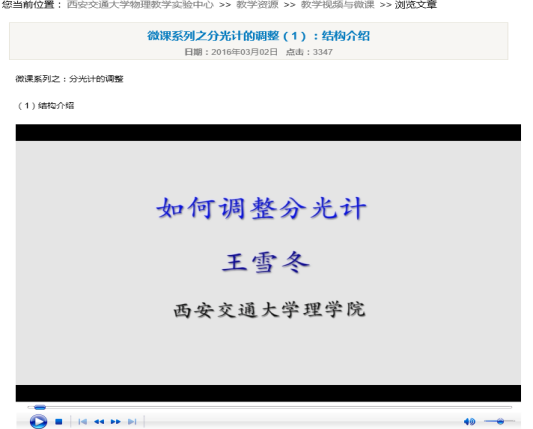 您当前位置：西安交通大学物理教学实验中心 >> 教学资源 >> 教学视频与微课 >> 浏览文章
微课系列之分光计的调整（1）：结构介绍
日期：2016年03月02日 点击：3347
微课系列之：分光计的调整
（1）结构介绍
如何调整分光计
王雪冬
西安交通大学理学院